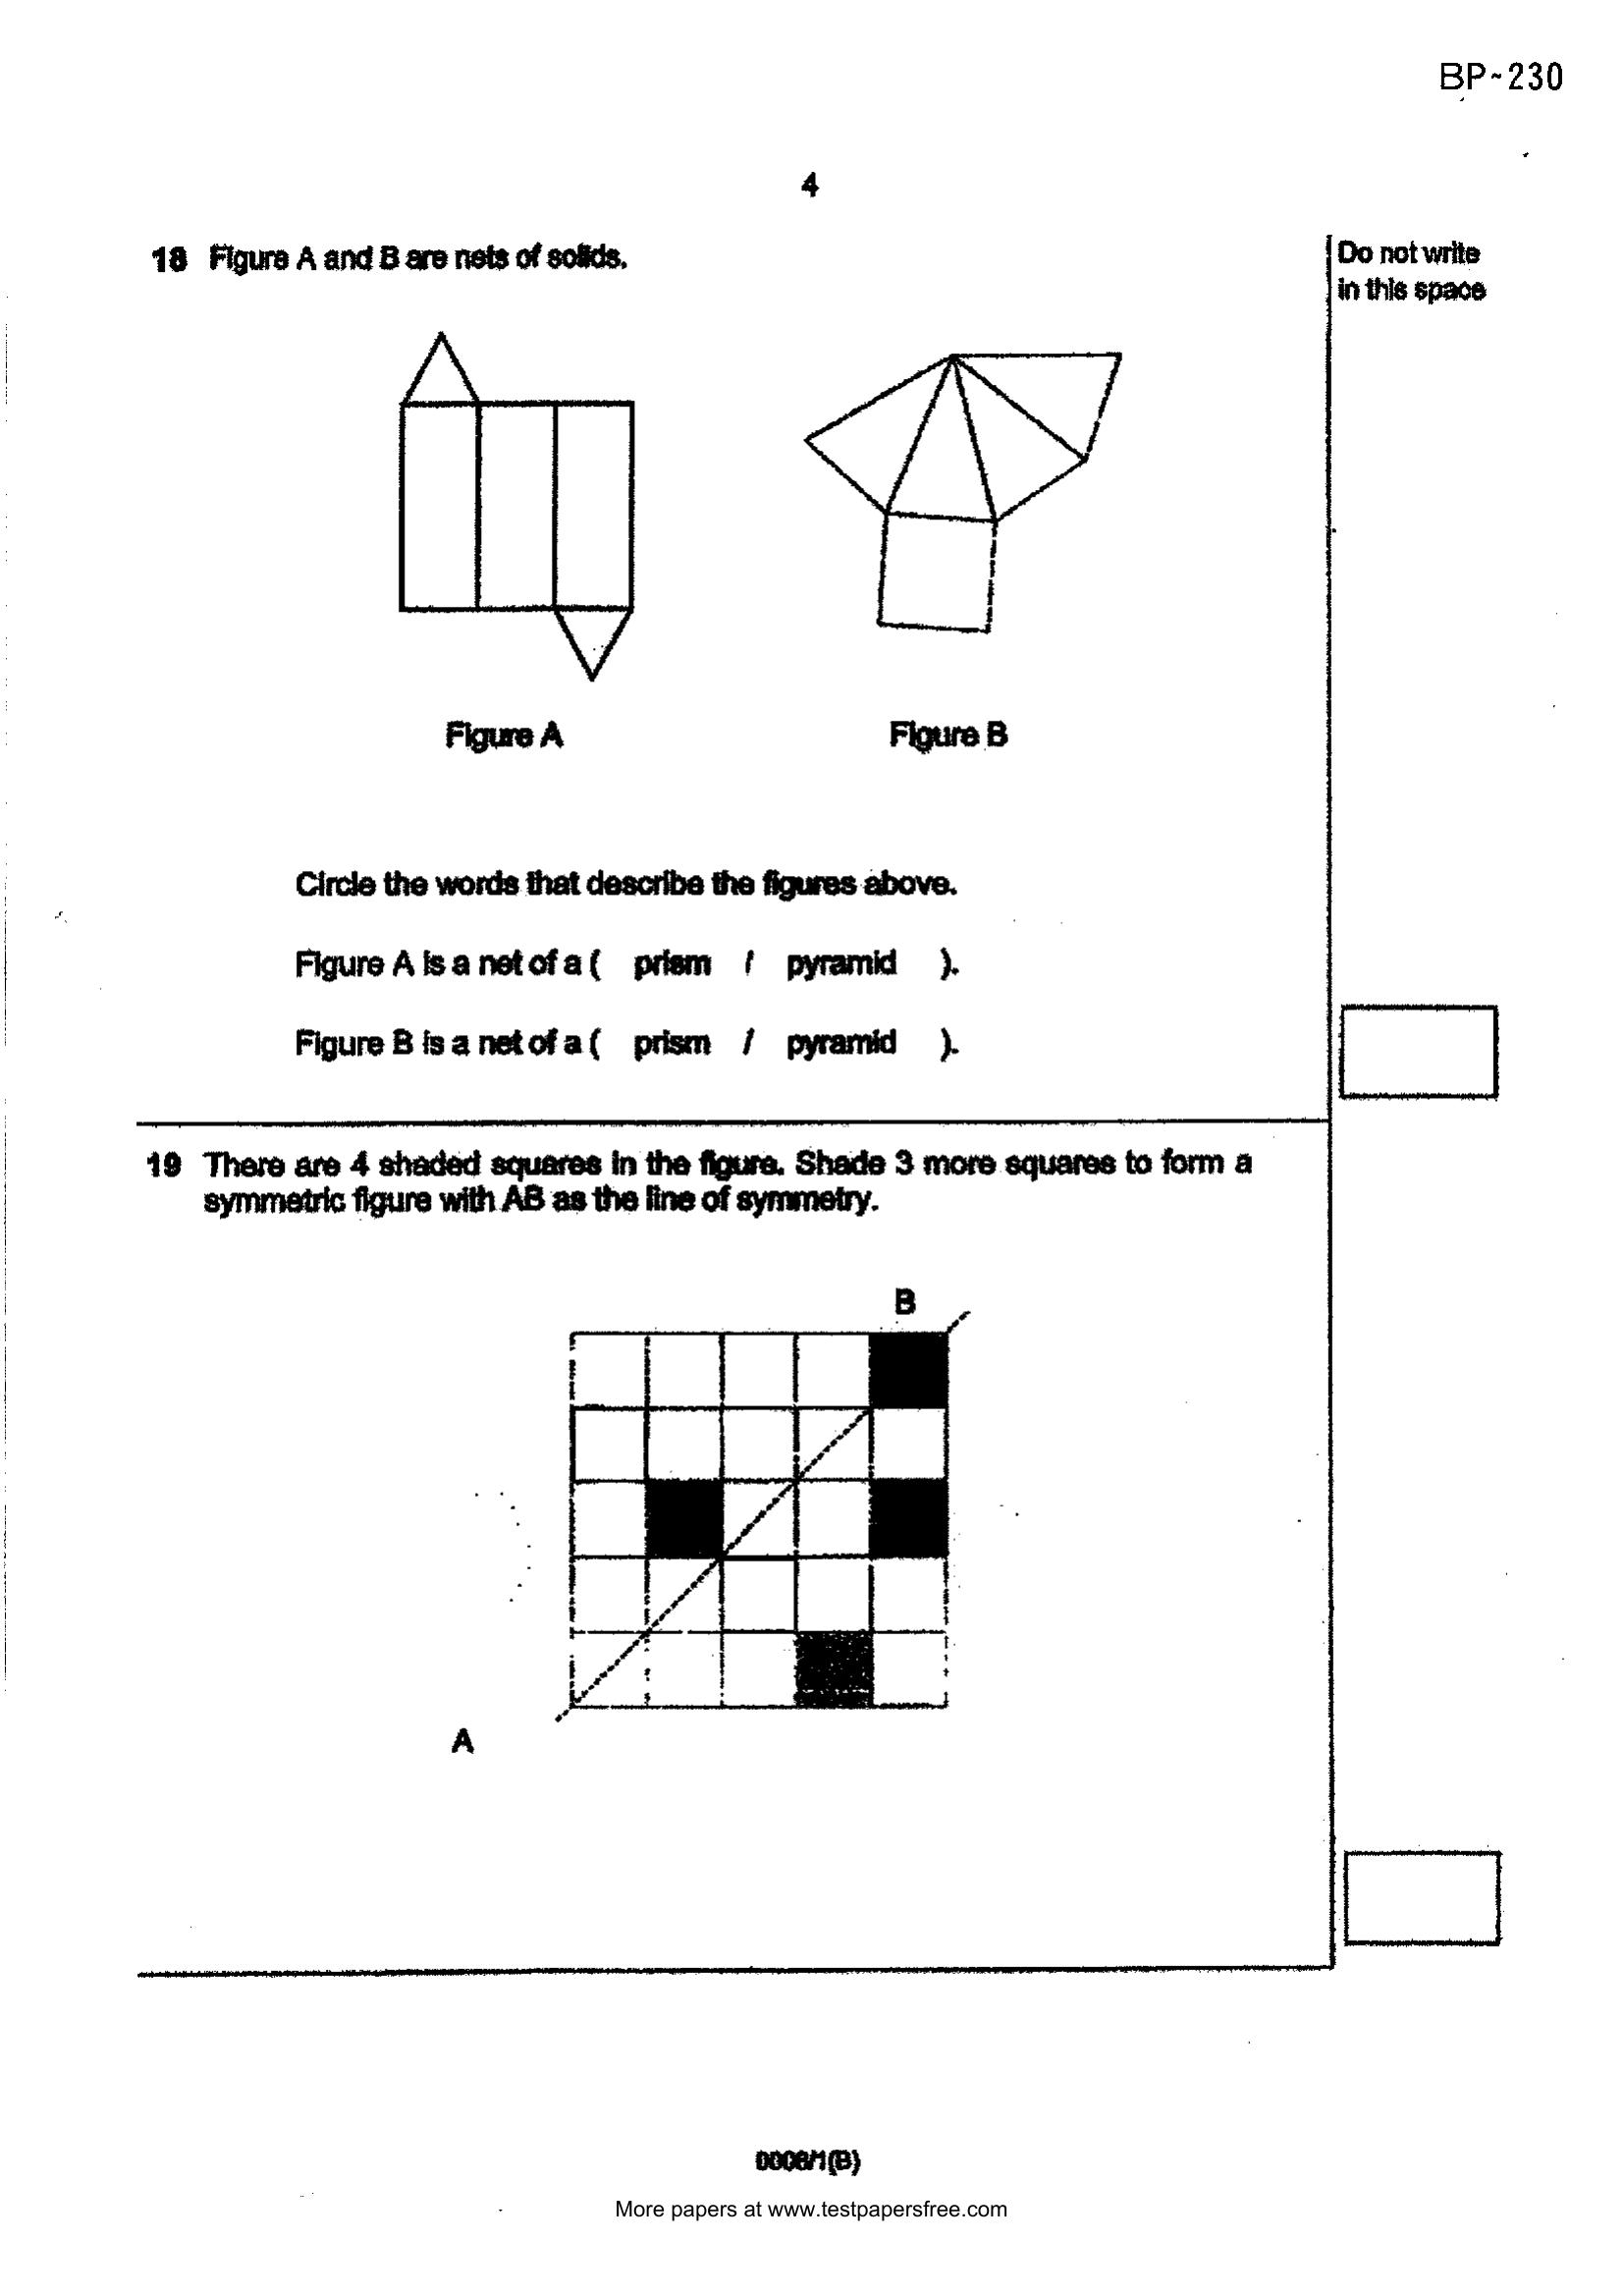 BP-230
4
18 Figure A and B are nets of solids.
Do not write
in this space
Figure A
Figure B
Circle the words that describe the figures above.
Figure A is a net of a ( prism / pyramid ).
Figure B is a net of a ( prism / pyramid ).
19 There are 4 shaded squares in the figure. Shade 3 more squares to form a
symmetric figure with AB as the line of symmetry.
B
A
0008/1(B)
More papers at www.testpapersfree.com